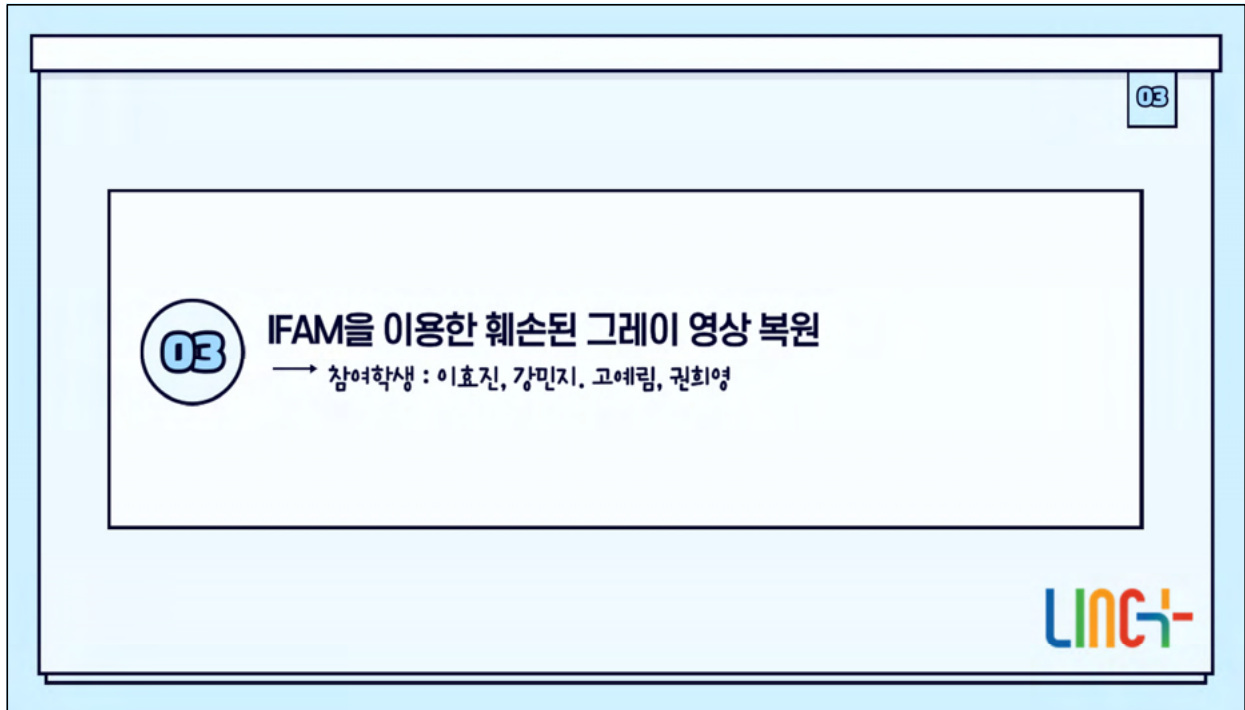 03
03
IFAM을 이용한 훼손된 그레이 영상 복원
→ 참여학생 : 이효진, 강민지. 고예림, 권희영
LINC+